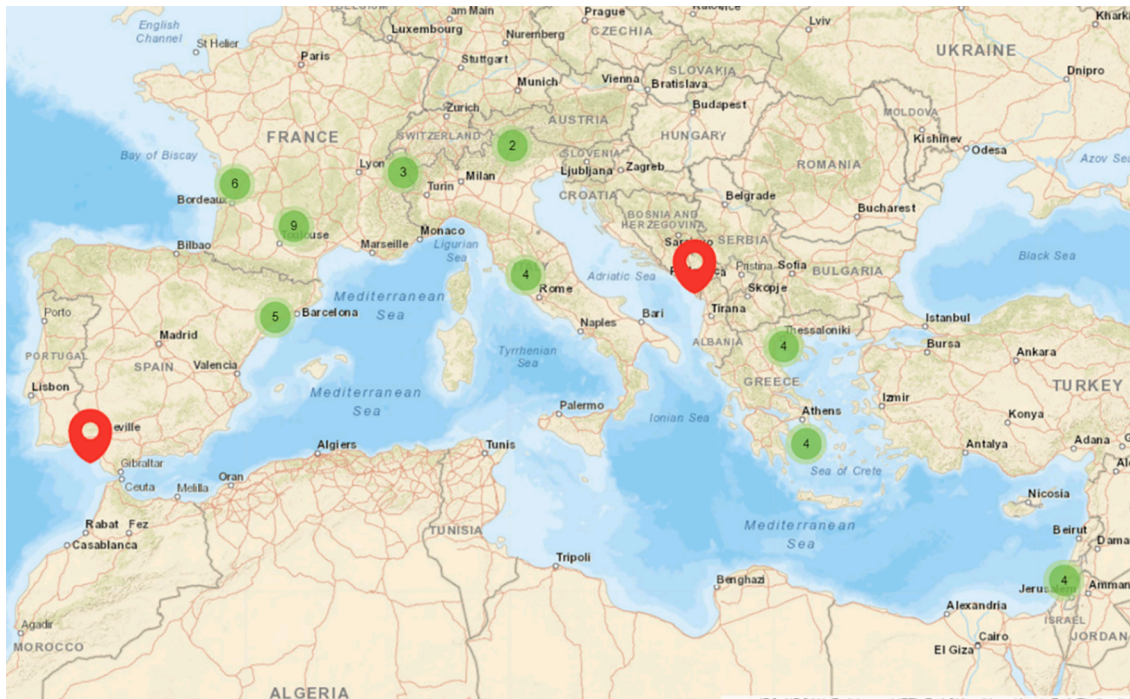 BELGIUM
am Main
Prague
Lviv
Kharki
English
Channel
St Helier
Luxembourg
Nuremberg
CZECHIA
UKRAINE
Paris
Stuttgart
SLOVAKIA
Dnipro
Munich
Vienna
Bratislava
Zurich
Budapest
MOLDOVA
FRANCE
SWITZERLAND
AUSTRIA
HUNGARY
Kishinev
Odesa
Bay of Biscay
2
Azov Sea
Lyon
3
SLOVENIA
Ljubljana
Zagreb
ROMANIA
6
Turin
Milan
CROATIA
Belgrade
Bordeaux
Bucharest
9
BOSNIA AND
HERZEGOVINA
Toulouse
Monaco
SERBIA
Bilbao
Marseille
Ligurian
Sea
Black Sea
4
Adriatic Sea
Pristina
Sofia
BULGARIA
Rome
Skopje
Mediterranean
Sea
Porto
5
Barcelona
Tirana
Bari
Istanbul
Naples
Thessaloniki
Madrid
ALBANIA
4
Bursa
PORTUGAL
SPAIN
Valencia
Tyrrhenian
Sea
Ankara
Lisbon
Mediterranean
Sea
GREECE
TURKEY
Izmir
Palermo
Ionian Sea
Athens
Konya
eville
Algiers
Tunis
4
Antalya
Adana
Gibraltar
Sea of Crete
Ceuta
Melilla
Oran
Nicosia
Rabat
Fez
TUNISIA
Mediterranean
Sea
Beirut
Casablanca
Dama
Tripoli
4
Benghazi
Jerusalem
Amman
Alexandria
ISRAEL
Agadir
Cairo
JORDAN
MOROCCO
El Giza
ALGERIA